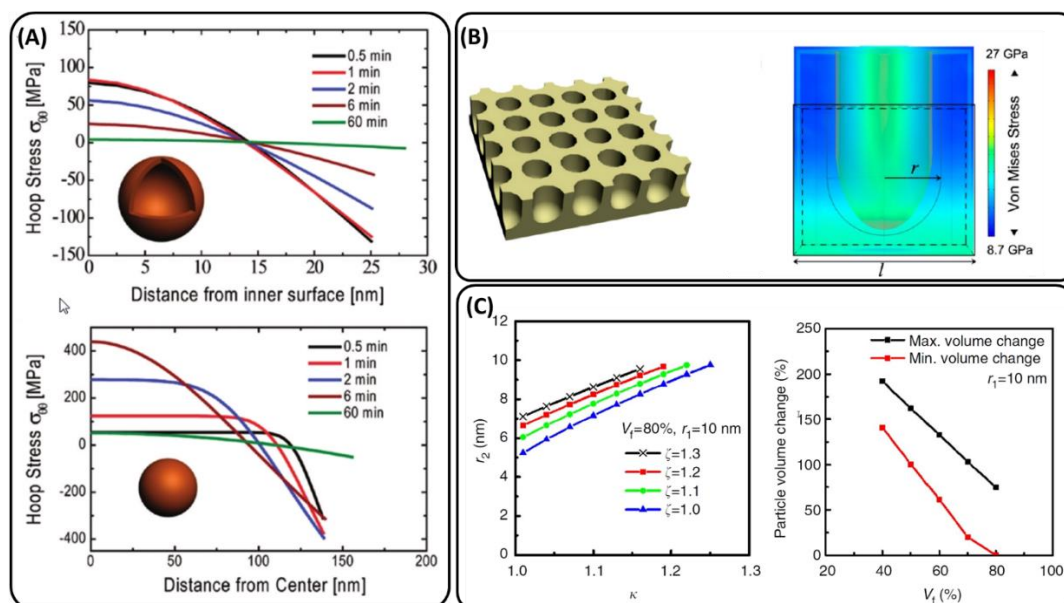 (A)
150
100
50
0
-50
-100
-150
Hoop Stress σθθ [MPa]
0.5 min
1 min
2 min
6 min
60 min
0 5 10 15 20 25 30
Distance from inner surface [nm]
400
200
0
-200
-400
Hoop Stress σθθ [MPa]
0.5 min
1 min
2 min
6 min
60 min
0 50 100 150 200
Distance from Center [nm]
(B)
27 GPa
Von Mises Stress
8.7 GPa
r
l
(C)
12
10
8
6
4
2
0
r₂ (nm)
Vf=80%, r₁=10 nm
ζ=1.3
ζ=1.2
ζ=1.1
ζ=1.0
1.0 1.1 1.2 1.3
κ
250
200
150
100
50
0
Particle volume change (%)
Max. volume change
Min. volume change
r₁=10 nm
20 40 60 80 100
Vf (%)